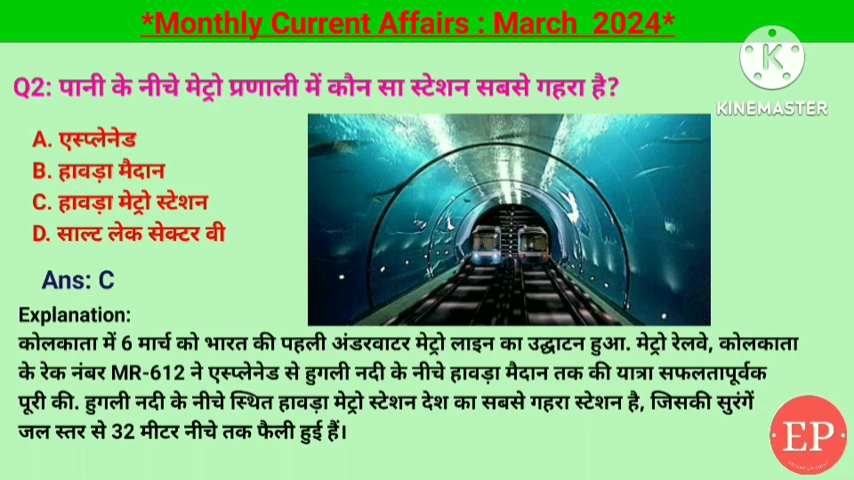 *Monthly Current Affairs : March 2024*
KINEMASTER
Q2: पानी के नीचे मेट्रो प्रणाली में कौन सा स्टेशन सबसे गहरा है?
A. एस्प्लेनेड
B. हावड़ा मैदान
C. हावड़ा मेट्रो स्टेशन
D. साल्ट लेक सेक्टर वी
Ans: C
Explanation:
कोलकाता में 6 मार्च को भारत की पहली अंडरवाटर मेट्रो लाइन का उद्घाटन हुआ. मेट्रो रेलवे, कोलकाता
के रेक नंबर MR-612 ने एस्प्लेनेड से हुगली नदी के नीचे हावड़ा मैदान तक की यात्रा सफलतापूर्वक
पूरी की. हुगली नदी के नीचे स्थित हावड़ा मेट्रो स्टेशन देश का सबसे गहरा स्टेशन है, जिसकी सुरंगें
जल स्तर से 32 मीटर नीचे तक फैली हुई हैं।
EP